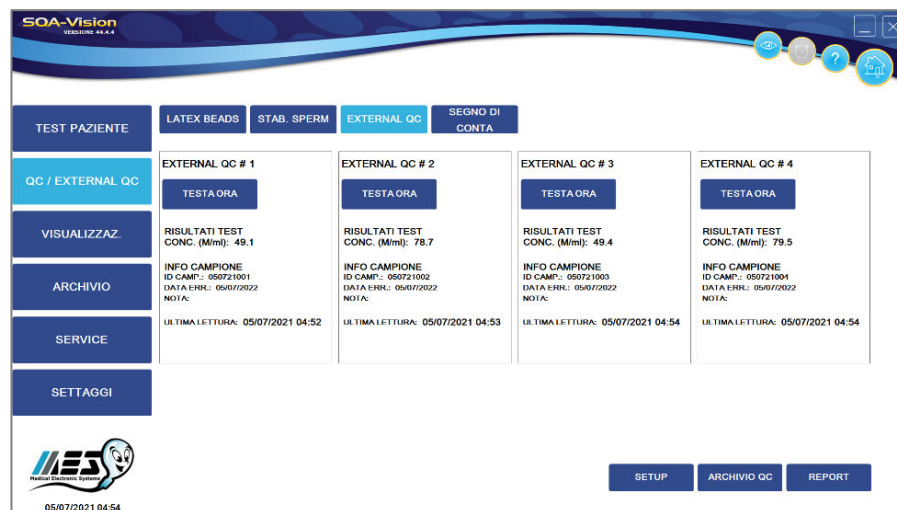 SQA-Vision
VERSIONE 44.4.4
?
TEST PAZIENTE
QC / EXTERNAL QC
VISUALIZZAZ.
ARCHIVIO
SERVICE
SETTAGGI
LATEX BEADS
STAB. SPERM
EXTERNAL QC
SEGNO DI
CONTA
EXTERNAL QC # 1
TESTA ORA
RISULTATI TEST
CONC. (M/ml): 49.1
INFO CAMPIONE
ID CAMP.: 050721001
DATA ERR.: 05/07/2022
NOTA:
ULTIMA LETTURA: 05/07/2021 04:52
EXTERNAL QC # 2
TESTA ORA
RISULTATI TEST
CONC. (M/ml): 78.7
INFO CAMPIONE
ID CAMP.: 050721002
DATA ERR.: 05/07/2022
NOTA:
ULTIMA LETTURA: 05/07/2021 04:53
EXTERNAL QC # 3
TESTA ORA
RISULTATI TEST
CONC. (M/ml): 49.4
INFO CAMPIONE
ID CAMP.: 050721003
DATA ERR.: 05/07/2022
NOTA:
ULTIMA LETTURA: 05/07/2021 04:54
EXTERNAL QC # 4
TESTA ORA
RISULTATI TEST
CONC. (M/ml): 79.5
INFO CAMPIONE
ID CAMP.: 050721004
DATA ERR.: 05/07/2022
NOTA:
ULTIMA LETTURA: 05/07/2021 04:54
MES
Medical Electronic Systems
05/07/2021 04:54
SETUP
ARCHIVIO QC
REPORT